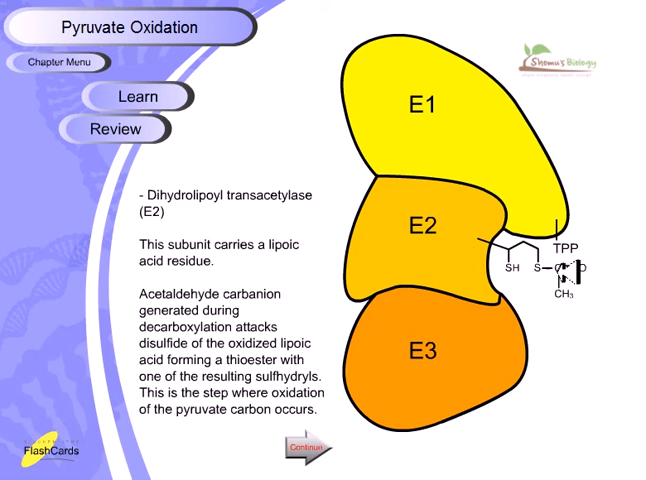 Pyruvate Oxidation
Chapter Menu
Learn
Review
Shomu's Biology
E1
- Dihydrolipoyl transacetylase
(E2)
This subunit carries a lipoic
acid residue.
Acetaldehyde carbanion
generated during
decarboxylation attacks
disulfide of the oxidized lipoic
acid forming a thioester with
one of the resulting sulfhydryls.
This is the step where oxidation
of the pyruvate carbon occurs.
E2
TPP
SH
S
CH₃
E3
FlashCards
Continue